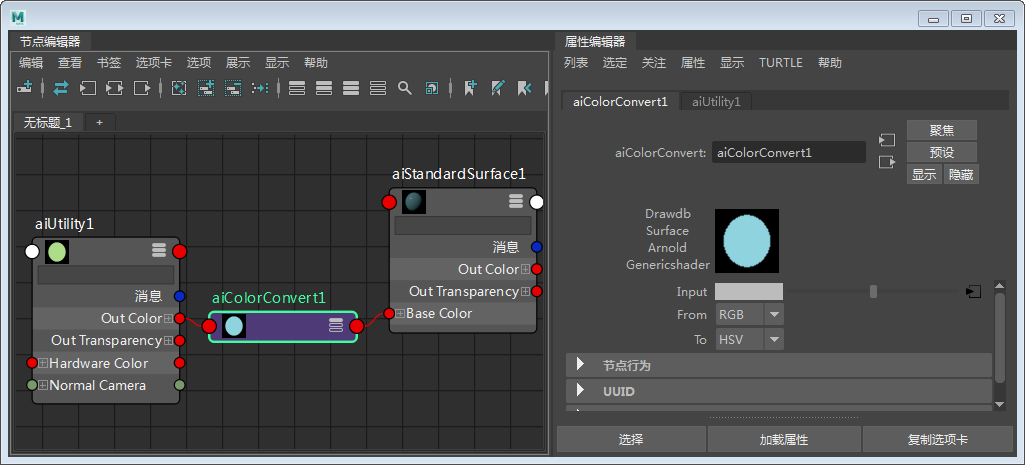 节点编辑器
编辑 查看 书签 选项卡 选项 展示 显示 帮助
无标题_1 +
aiUtility1
消息
Out Color
Out Transparency
Hardware Color
Normal Camera
aiColorConvert1
aiStandardSurface1
消息
Out Color
Out Transparency
Base Color
属性编辑器
列表 选定 关注 属性 显示 TURTLE 帮助
aiColorConvert1 aiUtility1
aiColorConvert: aiColorConvert1
聚焦
预设
显示 隐藏
Drawdb
Surface
Arnold
Genericshader
Input
From RGB
To HSV
节点行为
UUID
选择 加载属性 复制选项卡